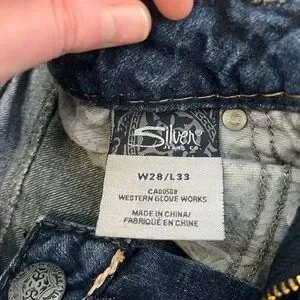 Silver
JEANS CO.
W28/L33
CA00508
WESTERN GLOVE WORKS
MADE IN CHINA/
FABRIQUÉ EN CHINE